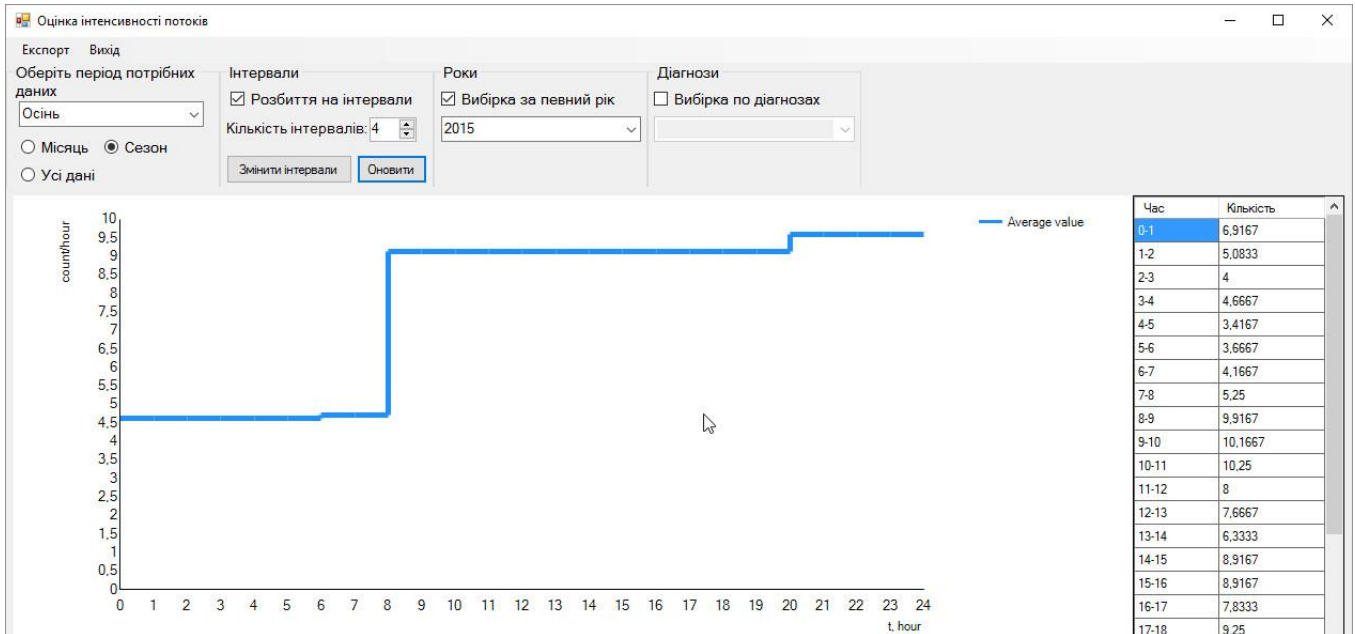 Оцінка інтенсивності потоків
Експорт Вихід
Оберіть період потрібних даних
Осінь
Місяць Сезон
Усі дані
Інтервали
Розбиття на інтервали
Кількість інтервалів: 4
Змінити інтервали Оновити
Роки
Вибірка за певний рік
2015
Діагнози
Вибірка по діагнозах
count/hour
10
9.5
9
8.5
8
7.5
7
6.5
6
5.5
5
4.5
4
3.5
3
2.5
2
1.5
1
0.5
0
0 1 2 3 4 5 6 7 8 9 10 11 12 13 14 15 16 17 18 19 20 21 22 23 24
t, hour
Average value
Час Кількість
0-1 6,9167
1-2 5,0833
2-3 4
3-4 4,6667
4-5 3,4167
5-6 3,6667
6-7 4,1667
7-8 5,25
8-9 9,9167
9-10 10,1667
10-11 10,25
11-12 8
12-13 7,6667
13-14 6,3333
14-15 8,9167
15-16 8,9167
16-17 7,8333
17-18 9,25